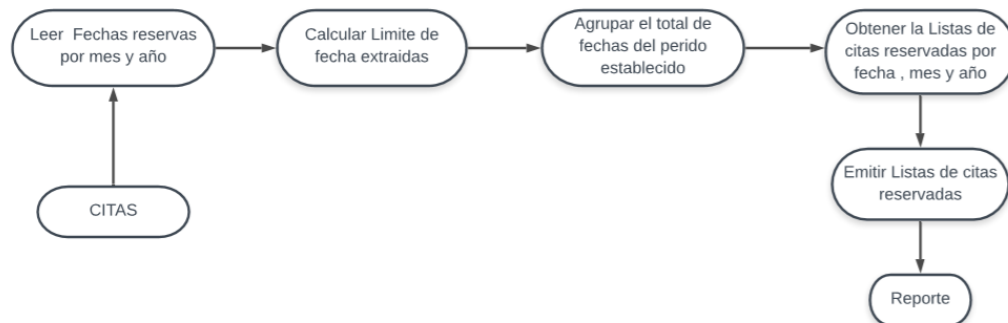 Leer Fechas reservas
por mes y año
Calcular Limite de
fecha extraidas
Agrupar el total de
fechas del perido
establecido
Obtener la Listas de
citas reservadas por
fecha , mes y año
Emitir Listas de citas
reservadas
CITAS
Reporte